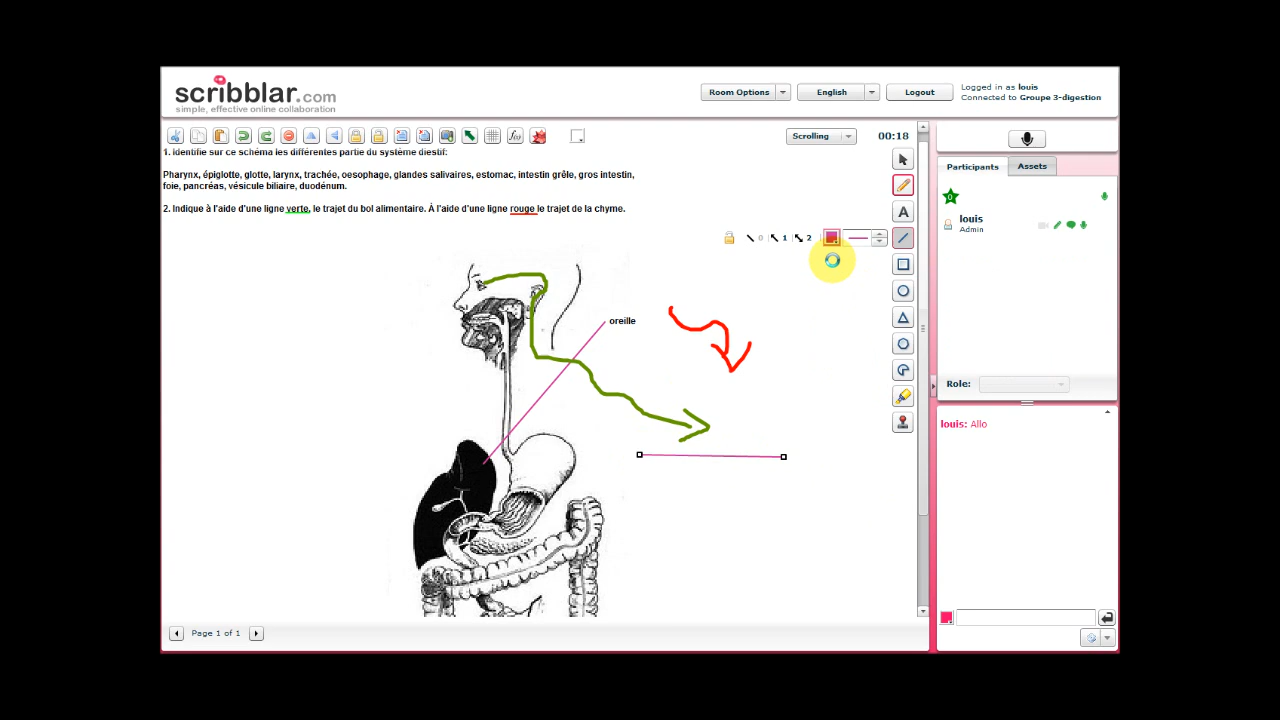 scribblar.com
simple, effective online collaboration
Room Options
English
Logout
Logged in as louis
Connected to Groupe 3-digestion
f(x)
Scrolling
00:18
1. Identifie sur ce schéma les différentes partie du système diestif:
Pharynx, épiglotte, glotte, larynx, trachée, oesophage, glandes salivaires, estomac, intestin grêle, gros intestin,
foie, pancréas, vésicule biliaire, duodénum.
2. Indique à l'aide d'une ligne verte, le trajet du bol alimentaire. À l'aide d'une ligne rouge le trajet de la chyme.
0 1 2
A
oreille
Page 1 of 1
Participants
Assets
0
louis
Admin
Role:
louis: Allo